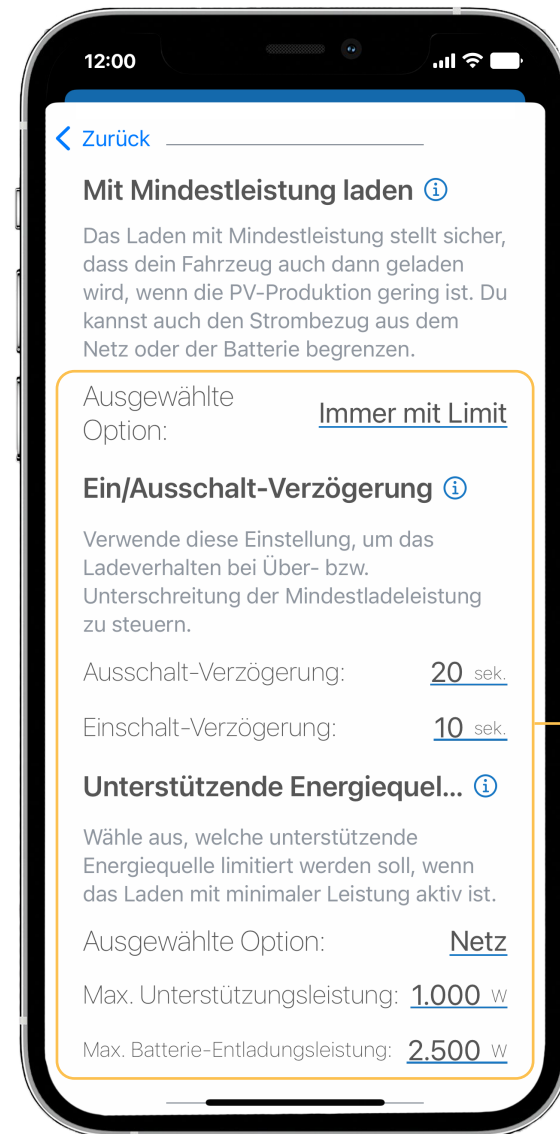 12:00
Zurück
Mit Mindestleistung laden
Das Laden mit Mindestleistung stellt sicher,
dass dein Fahrzeug auch dann geladen
wird, wenn die PV-Produktion gering ist. Du
kannst auch den Strombezug aus dem
Netz oder der Batterie begrenzen.
Ausgewählte
Option:
Immer mit Limit
Ein/Ausschalt-Verzögerung
Verwende diese Einstellung, um das
Ladeverhalten bei Über- bzw.
Unterschreitung der Mindestladeleistung
zu steuern.
Ausschalt-Verzögerung: 20 sek.
Einschalt-Verzögerung: 10 sek.
Unterstützende Energiequel...
Wähle aus, welche unterstützende
Energiequelle limitiert werden soll, wenn
das Laden mit minimaler Leistung aktiv ist.
Ausgewählte Option: Netz
Max. Unterstützungsleistung: 1.000 W
Max. Batterie-Entladungsleistung: 2.500 W